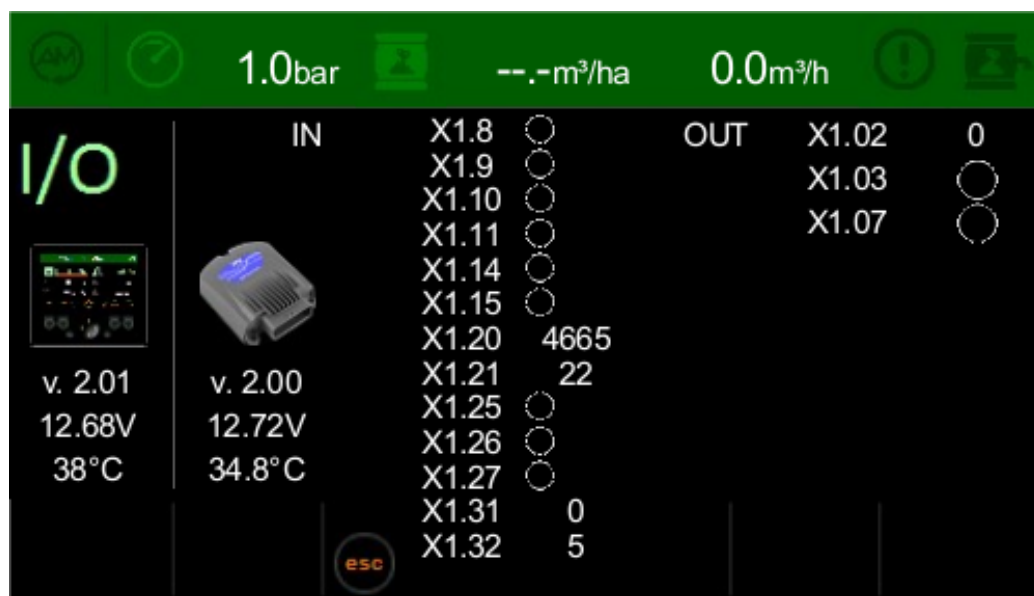 AM 1.0bar --.-m³/ha 0.0m³/h
I/O
IN
X1.8
X1.9
X1.10
X1.11
X1.14
X1.15
X1.20 4665
X1.21 22
X1.25
X1.26
X1.27
X1.31 0
X1.32 5
OUT
X1.02 0
X1.03
X1.07
v. 2.01
12.68V
38°C
v. 2.00
12.72V
34.8°C
esc